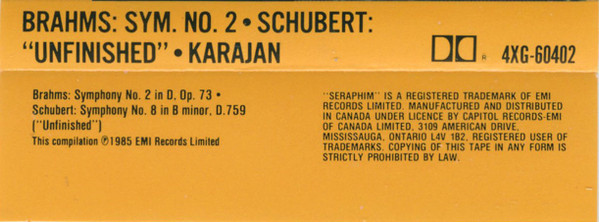 BRAHMS: SYM. NO. 2 • SCHUBERT:
"UNFINISHED" • KARAJAN
® 4XG-60402
Brahms: Symphony No. 2 in D, Op. 73 •
Schubert: Symphony No. 8 in B minor, D.759
("Unfinished")
This compilation ℗1985 EMI Records Limited
"SERAPHIM" IS A REGISTERED TRADEMARK OF EMI
RECORDS LIMITED. MANUFACTURED AND DISTRIBUTED
IN CANADA UNDER LICENCE BY CAPITOL RECORDS-EMI
OF CANADA LIMITED, 3109 AMERICAN DRIVE,
MISSISSAUGA, ONTARIO L4V 1B2, REGISTERED USER OF
TRADEMARKS. COPYING OF THIS TAPE IN ANY FORM IS
STRICTLY PROHIBITED BY LAW.